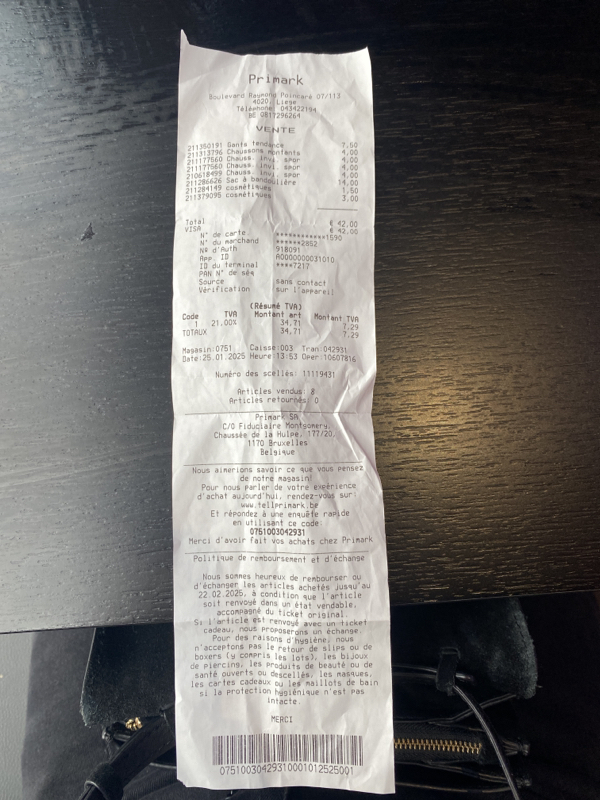 Primark
Boulevard Raymond Poincaré 07/113
4020, Liege
Téléphone 043422194
BE 0817296264
VENTE
211350191 Gants tendance 7,50
211313796 Chaussons montants 4,00
211177560 Chauss. invi. spor 4,00
211177560 Chauss. invi. spor 4,00
210618499 Chauss. invi. spor 4,00
211286626 Sac à bandoulière 14,00
211284149 cosmétiques 1,50
211379095 cosmétiques 3,00
Total € 42,00
VISA € 42,00
N° de carte ************1590
N° du marchand ******2852
N# d'Auth 918091
App. ID A0000000031010
ID du terminal ****7217
PAN N° de séq
Source sans contact
Vérification sur l'appareil
(Résumé TVA)
Code TVA Montant art Montant TVA
1 21,00% 34,71 7,29
TOTAUX 34,71 7,29
Magasin:0751 Caisse:003 Tran:042931
Date:25.01.2025 Heure:13:53 Oper:10607816
Numéro des scellés: 11119431
Articles vendus: 8
Articles retournés: 0
Primark SA
C/O Fiduciaire Montgomery,
Chaussée de la Hulpe, 177/20,
1170 Bruxelles
Belgique
Nous aimerions savoir ce que vous pensez
de notre magasin!
Pour nous parler de votre expérience
d'achat aujourd'hui, rendez-vous sur:
www.tellprimark.be
Et répondez à une enquête rapide
en utilisant ce code
0751003042931
Merci d'avoir fait vos achats chez Primark
Politique de remboursement et d'échange
Nous sommes heureux de rembourser ou
d'échanger les articles achetés jusqu'au
22.02.2025, à condition que l'article
soit renvoyé dans un état vendable,
accompagné du ticket original.
Si l'article est renvoyé avec un ticket
cadeau, nous proposerons un échange.
Pour des raisons d'hygiène, nous
n'acceptons pas le retour de slips ou de
boxers (y compris les lots), les bijoux
de piercing, les produits de beauté ou de
santé ouverts ou descellés, les masques,
les cartes cadeaux ou les maillots de bain
si la protection hygiénique n'est pas
intacte.
MERCI
07510030429310001012525001